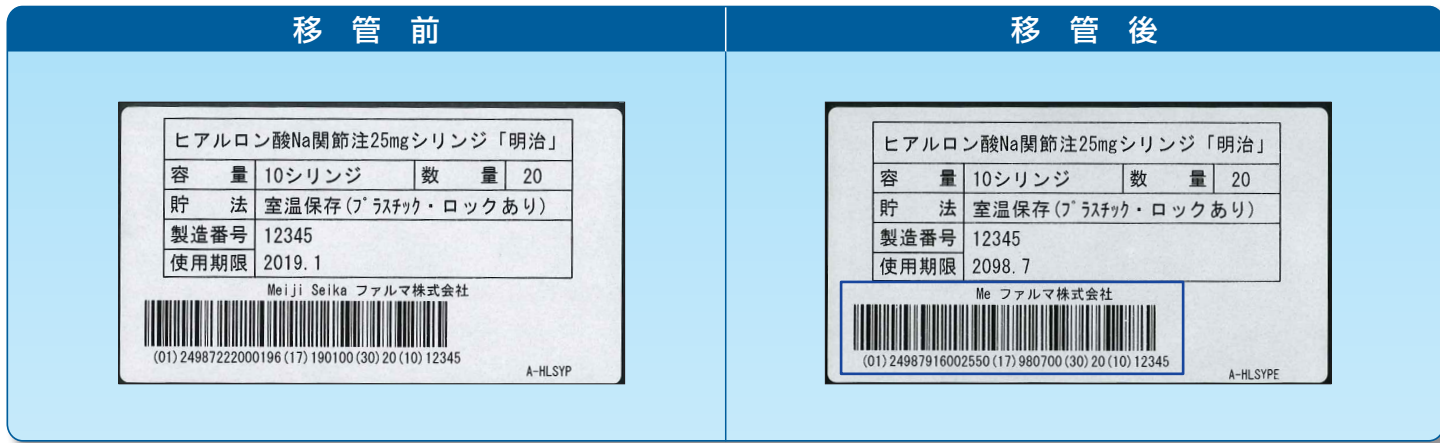 移管前
移管後
ヒアルロン酸Na関節注25mgシリンジ「明治」
容量 10シリンジ 数量 20
貯法 室温保存(プラスチック・ロックあり)
製造番号 12345
使用期限 2019.1
Meiji Seika ファルマ株式会社
(01)24987222000196(17)190100(30)20(10)12345
A-HLSYP
ヒアルロン酸Na関節注25mgシリンジ「明治」
容量 10シリンジ 数量 20
貯法 室温保存(プラスチック・ロックあり)
製造番号 12345
使用期限 2098.7
Me ファルマ株式会社
(01)24987916002550(17)980700(30)20(10)12345
A-HLSYPE